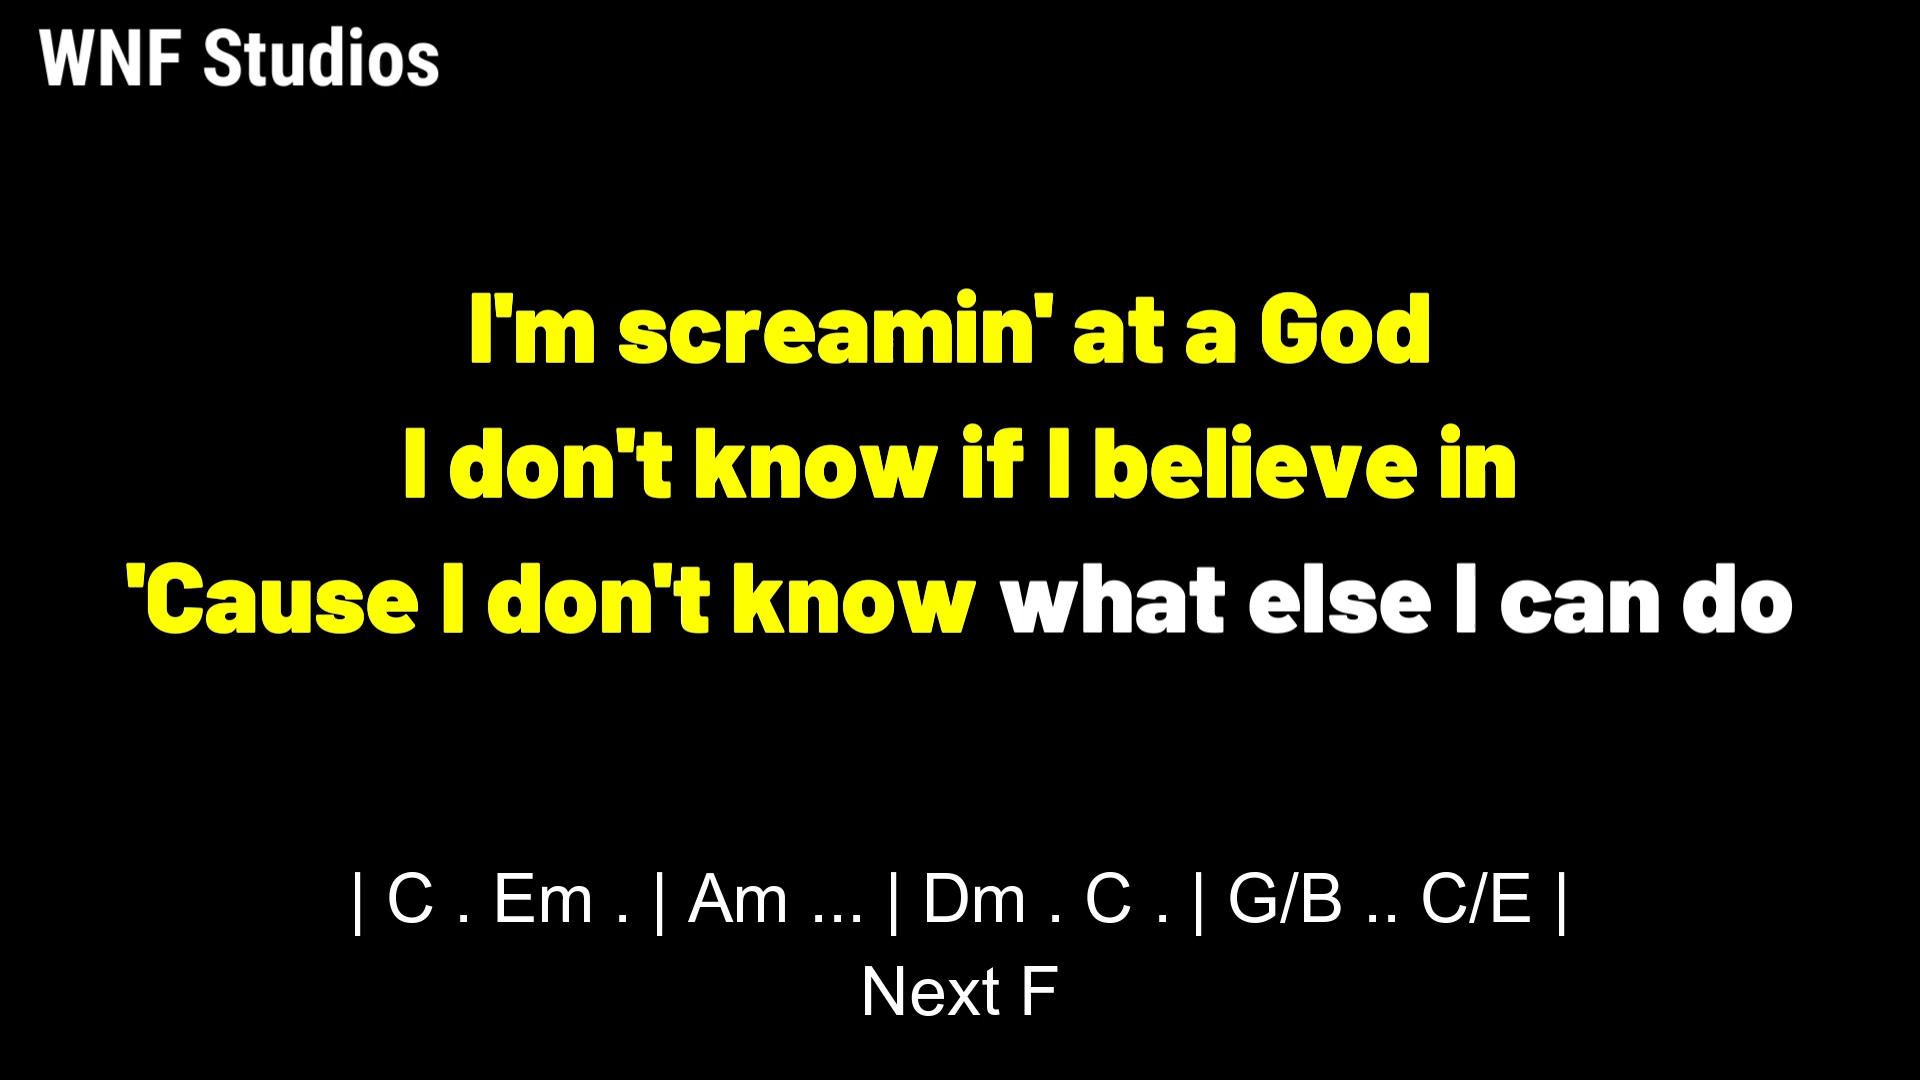 WNF Studios
I'm screamin' at a God
I don't know if I believe in
'Cause I don't know what else I can do
| C . Em . | Am ... | Dm . C . | G/B .. C/E |
Next F